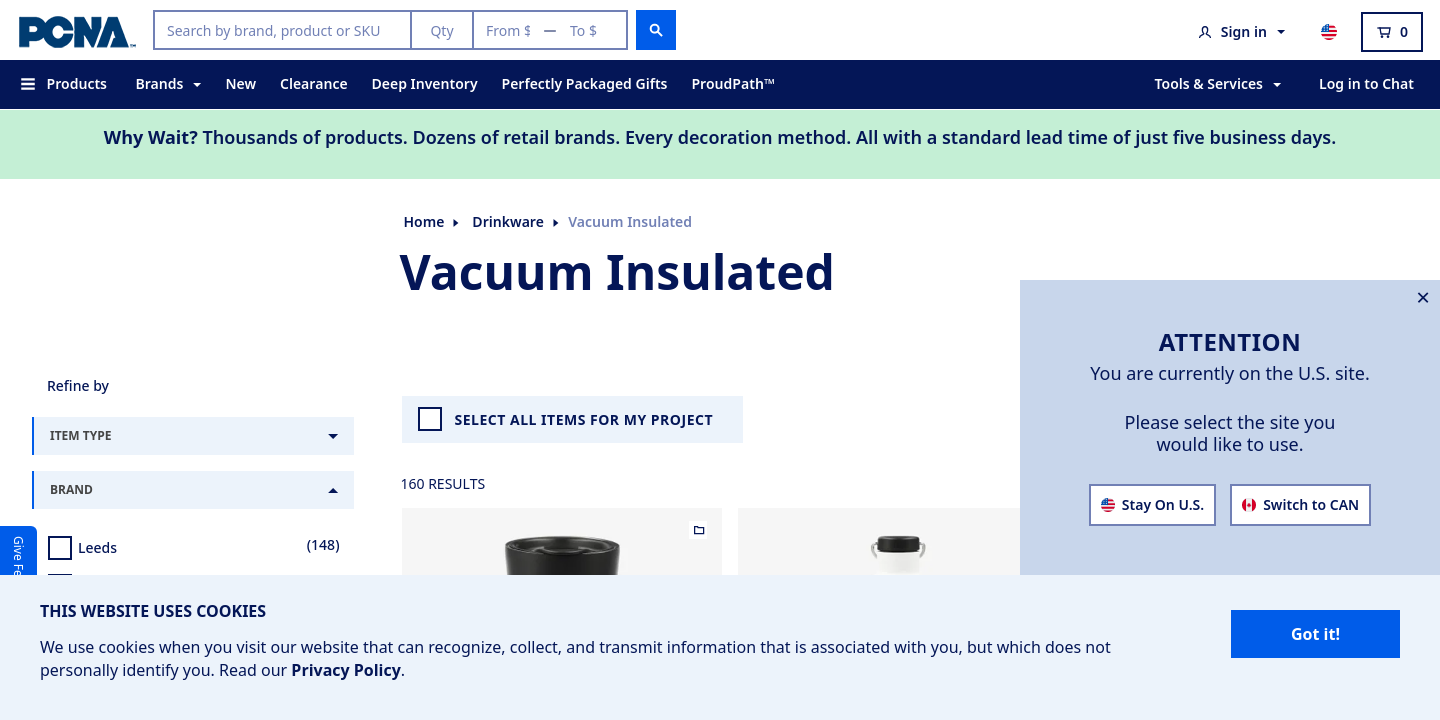 PCNA™
Search by brand, product or SKU
Qty
From $ — To $
Sign in
0
Products
Brands
New
Clearance
Deep Inventory
Perfectly Packaged Gifts
ProudPath™
Tools & Services
Log in to Chat
Why Wait? Thousands of products. Dozens of retail brands. Every decoration method. All with a standard lead time of just five business days.
Home
Drinkware
Vacuum Insulated
Vacuum Insulated
ATTENTION
You are currently on the U.S. site.
Please select the site you
would like to use.
Stay On U.S.
Switch to CAN
Refine by
ITEM TYPE
BRAND
Leeds
(148)
SELECT ALL ITEMS FOR MY PROJECT
160 RESULTS
Give Fe
THIS WEBSITE USES COOKIES
We use cookies when you visit our website that can recognize, collect, and transmit information that is associated with you, but which does not
personally identify you. Read our Privacy Policy.
Got it!